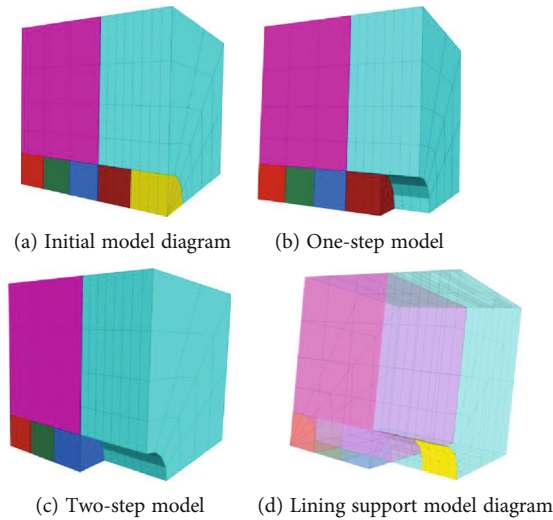 (a) Initial model diagram
(b) One-step model
(c) Two-step model
(d) Lining support model diagram